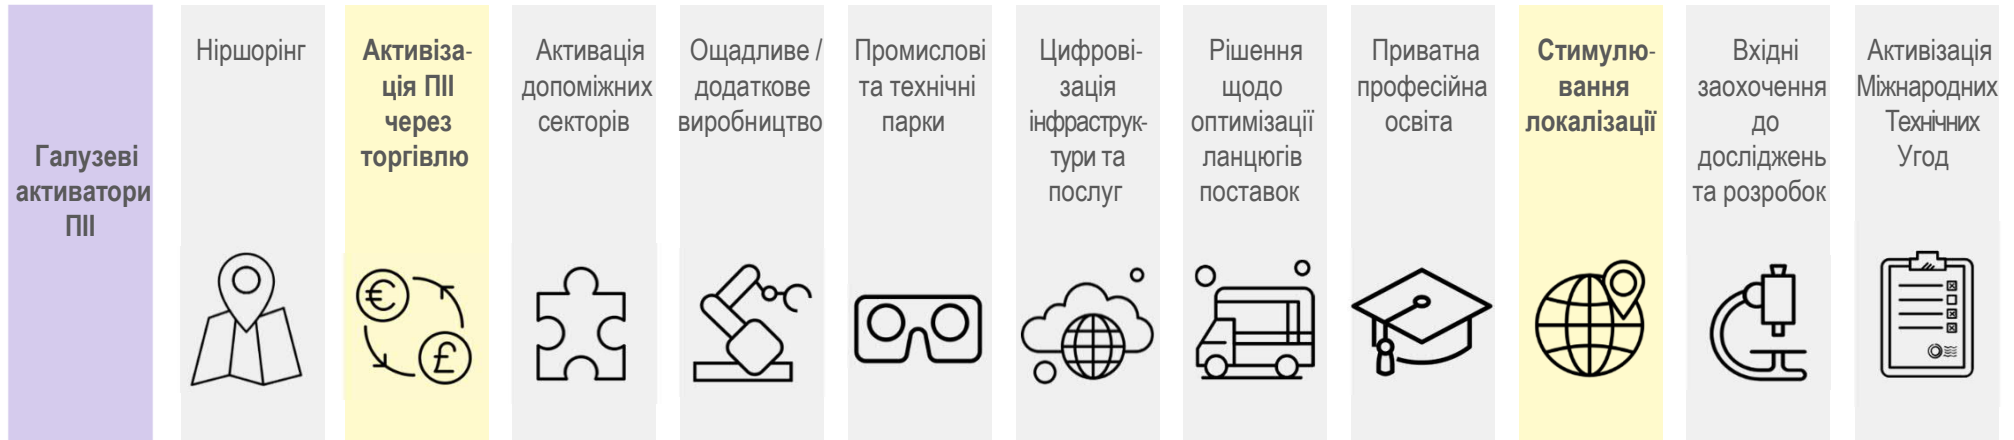 Галузеві
активатори
ПІІ
Ніршорінг
Активіза-
ція ПІІ
через
торгівлю
Активація
допоміжних
секторів
Ощадливе /
додаткове
виробництво
Промислові
та технічні
парки
Цифрові-
зація
інфраструк-
тури та
послуг
Рішення
щодо
оптимізації
ланцюгів
поставок
Приватна
професійна
освіта
Стимулю-
вання
локалізації
Вхідні
заохочення
до
досліджень
та розробок
Активізація
Міжнародних
Технічних
Угод